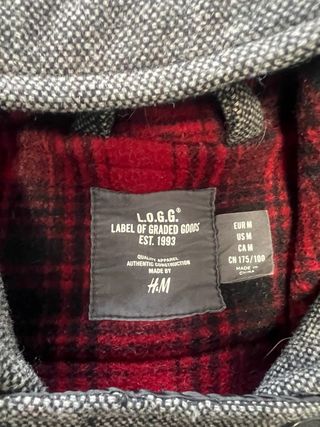 L.O.G.G.®
LABEL OF GRADED GOODS
EST. 1993
QUALITY APPAREL
AUTHENTIC CONSTRUCTION
MADE BY
H&M
EUR M
US M
CA M
CH 175/100
MADE IN
CHINA